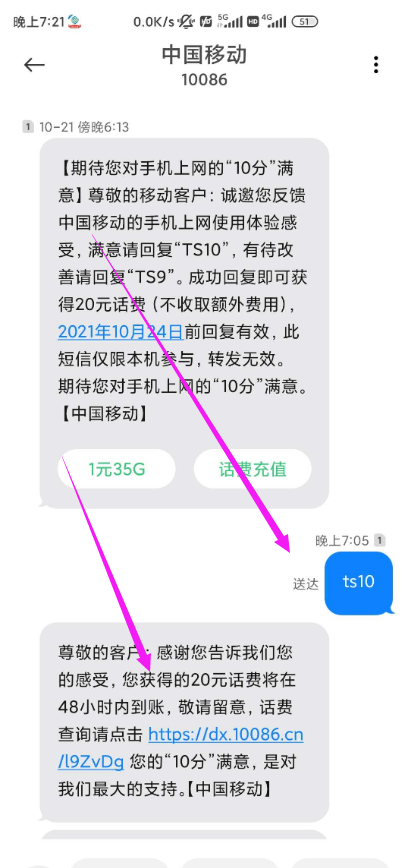 晚上7:21
0.0K/s
5G
HD
4G
51
中国移动
10086
1 10-21 傍晚6:13
【期待您对手机上网的“10分”满
意】尊敬的移动客户：诚邀您反馈
中国移动的手机上网使用体验感
受，满意请回复“TS10”，有待改
善请回复“TS9”。成功回复即可获
得20元话费（不收取额外费用），
2021年10月24日前回复有效，此
短信仅限本机参与，转发无效。
期待您对手机上网的“10分”满意。
【中国移动】
1元35G
话费充值
晚上7:05 1
送达
ts10
尊敬的客户：感谢您告诉我们您
的感受，您获得的20元话费将在
48小时内到账，敬请留意，话费
查询请点击 https://dx.10086.cn
/l9ZvDg 您的“10分”满意，是对
我们最大的支持。【中国移动】